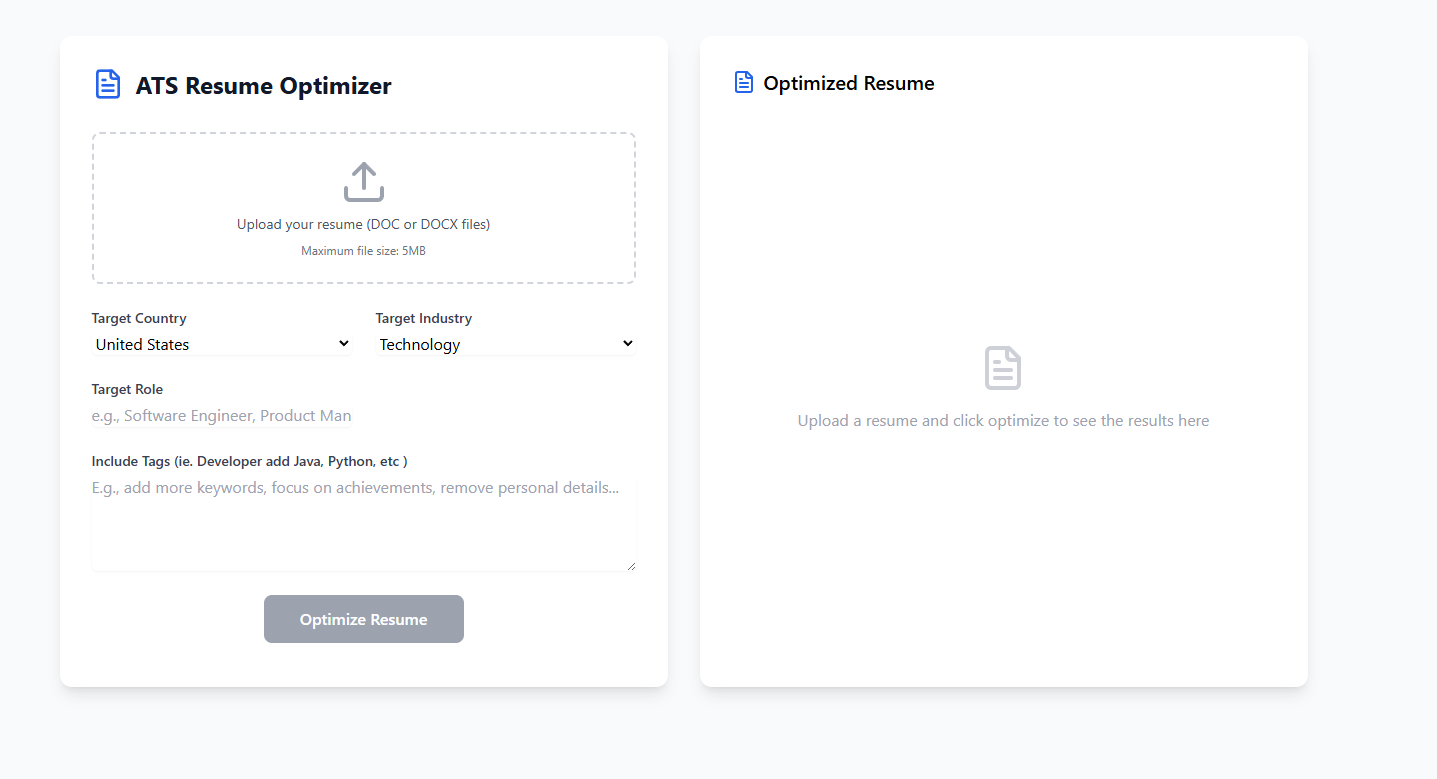 ATS Resume Optimizer
Upload your resume (DOC or DOCX files)
Maximum file size: 5MB
Target Country
United States
Target Industry
Technology
Target Role
e.g., Software Engineer, Product Man
Include Tags (ie. Developer add Java, Python, etc )
E.g., add more keywords, focus on achievements, remove personal details...
Optimize Resume
Optimized Resume
Upload a resume and click optimize to see the results here